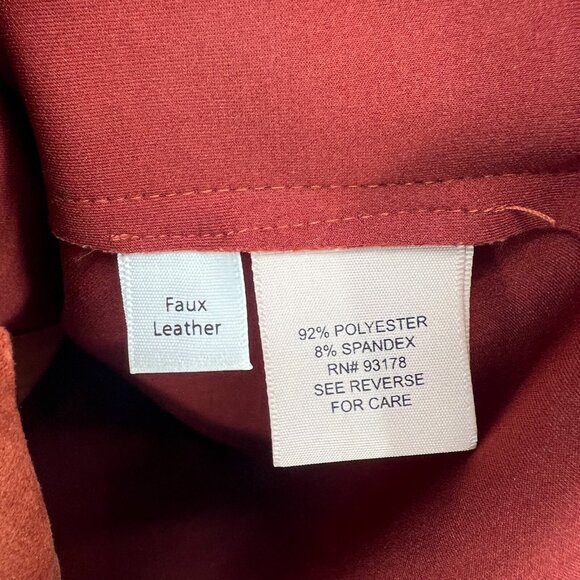 Faux
Leather
92% POLYESTER
8% SPANDEX
RN# 93178
SEE REVERSE
FOR CARE